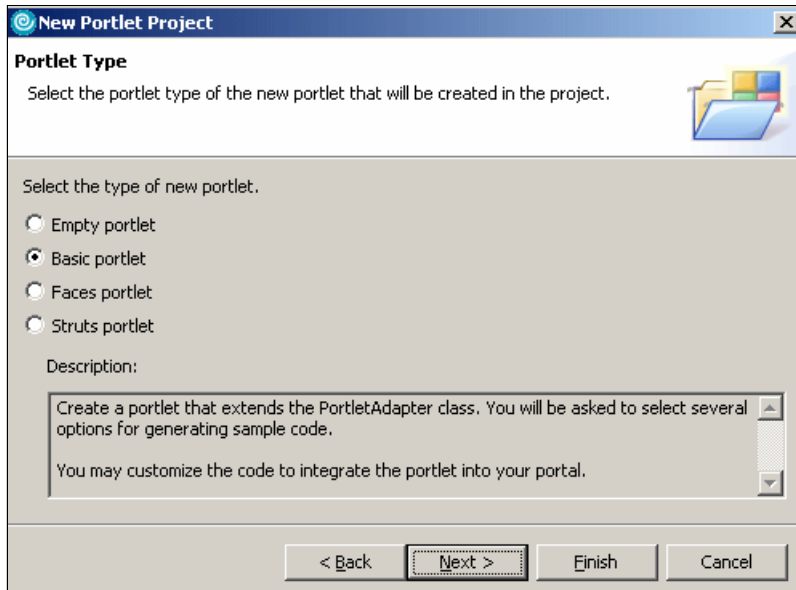 New Portlet Project
Portlet Type
Select the portlet type of the new portlet that will be created in the project.
Select the type of new portlet.
Empty portlet
Basic portlet
Faces portlet
Struts portlet
Description:
Create a portlet that extends the PortletAdapter class. You will be asked to select several
options for generating sample code.
You may customize the code to integrate the portlet into your portal.
< Back Next > Finish Cancel